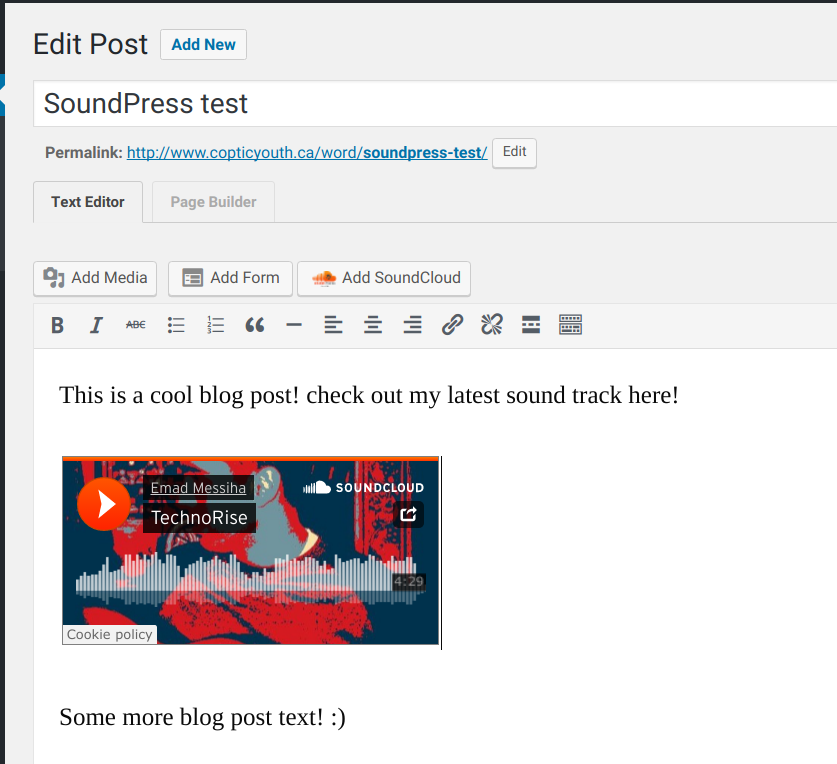 Edit Post Add New
SoundPress test
Permalink: http://www.copticyouth.ca/word/soundpress-test/ Edit
Text Editor Page Builder
Add Media Add Form Add SoundCloud
B I ABC
This is a cool blog post! check out my latest sound track here!
Emad Messiha SOUNDCLOUD
TechnoRise
4:29
Cookie policy
Some more blog post text! :)